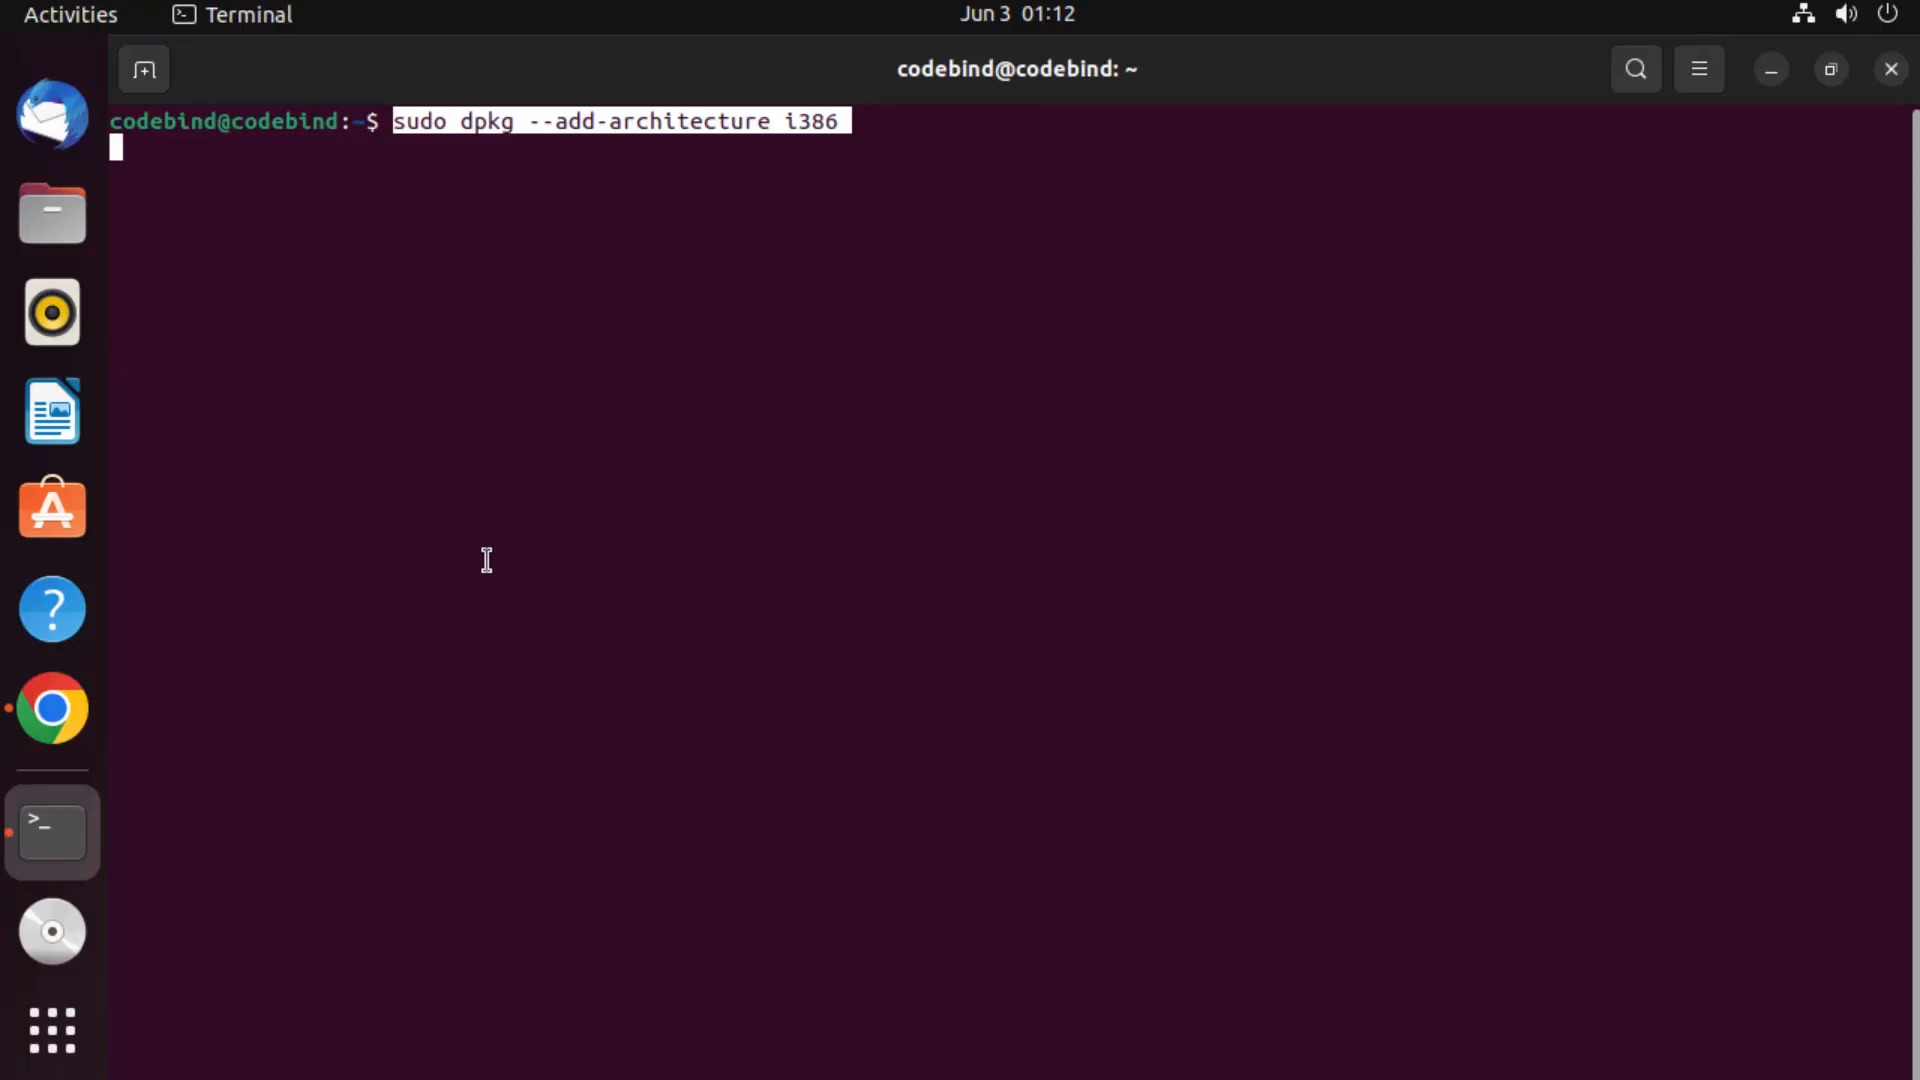 Activities
Terminal
Jun 3 01:12
codebind@codebind: ~
codebind@codebind:~$ sudo dpkg --add-architecture i386